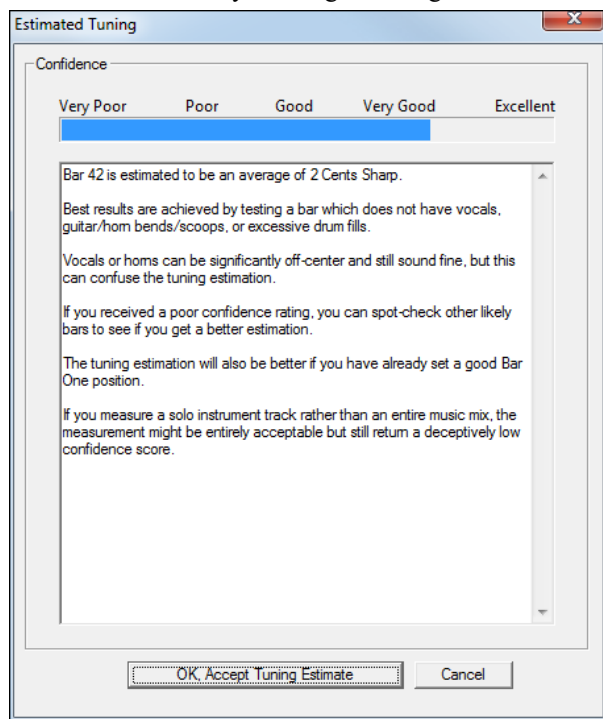 Estimated Tuning
Confidence
Very Poor Poor Good Very Good Excellent
Bar 42 is estimated to be an average of 2 Cents Sharp.
Best results are achieved by testing a bar which does not have vocals,
guitar/horn bends/scoops, or excessive drum fills.
Vocals or horns can be significantly off-center and still sound fine, but this
can confuse the tuning estimation.
If you received a poor confidence rating, you can spot-check other likely
bars to see if you get a better estimation.
The tuning estimation will also be better if you have already set a good Bar
One position.
If you measure a solo instrument track rather than an entire music mix, the
measurement might be entirely acceptable but still return a deceptively low
confidence score.
OK, Accept Tuning Estimate Cancel